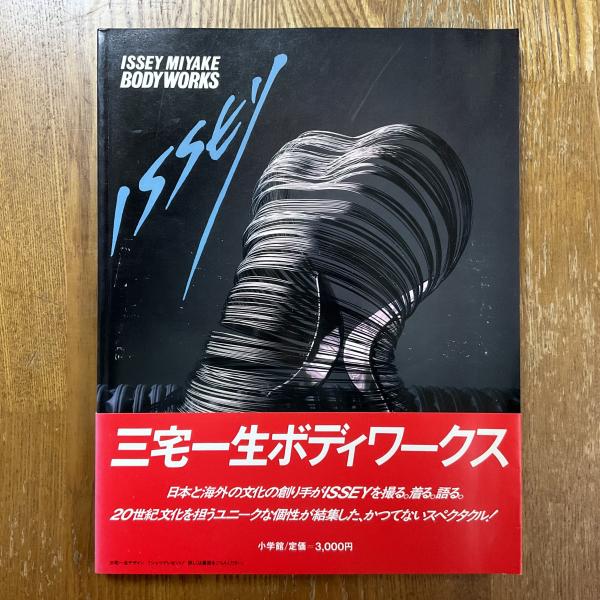 ISSEY MIYAKE
BODYWORKS
ISSEY
三宅一生ボディワークス
日本と海外の文化の創り手がISSEYを撮る。着る。語る。
20世紀文化を担うユニークな個性が結集した、かつてないスペクタクル!
小学館/定価=3,000円